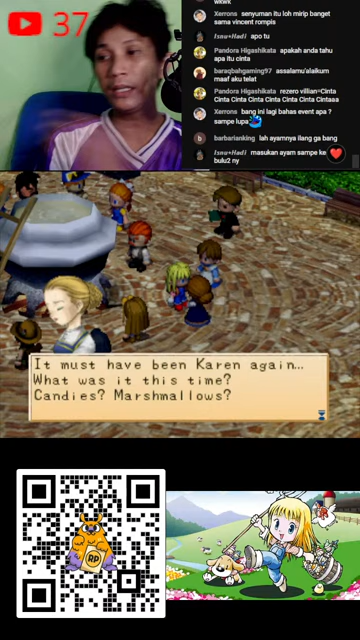 37
wkwk
Xerrons senyuman itu loh mirip banget
sama vincent rompis
Isnu+Hadi apo tu
Pandora Higashikata apakah anda tahu
apa itu cinta
baraqbahgaming97 assalamu'alaikum
maaf aku telat
Pandora Higashikata rezero villian=Cinta
Cinta Cinta Cinta Cinta Cinta Cinta Cintaaa
Xerrons bang ini lagi bahas event apa ?
sampe lupa
barbarianking lah ayamnya ilang ga bang
Isnu+Hadi masukan ayam sampe ke
bulu2 ny
It must have been Karen again...
What was it this time?
Candies? Marshmallows?
RP